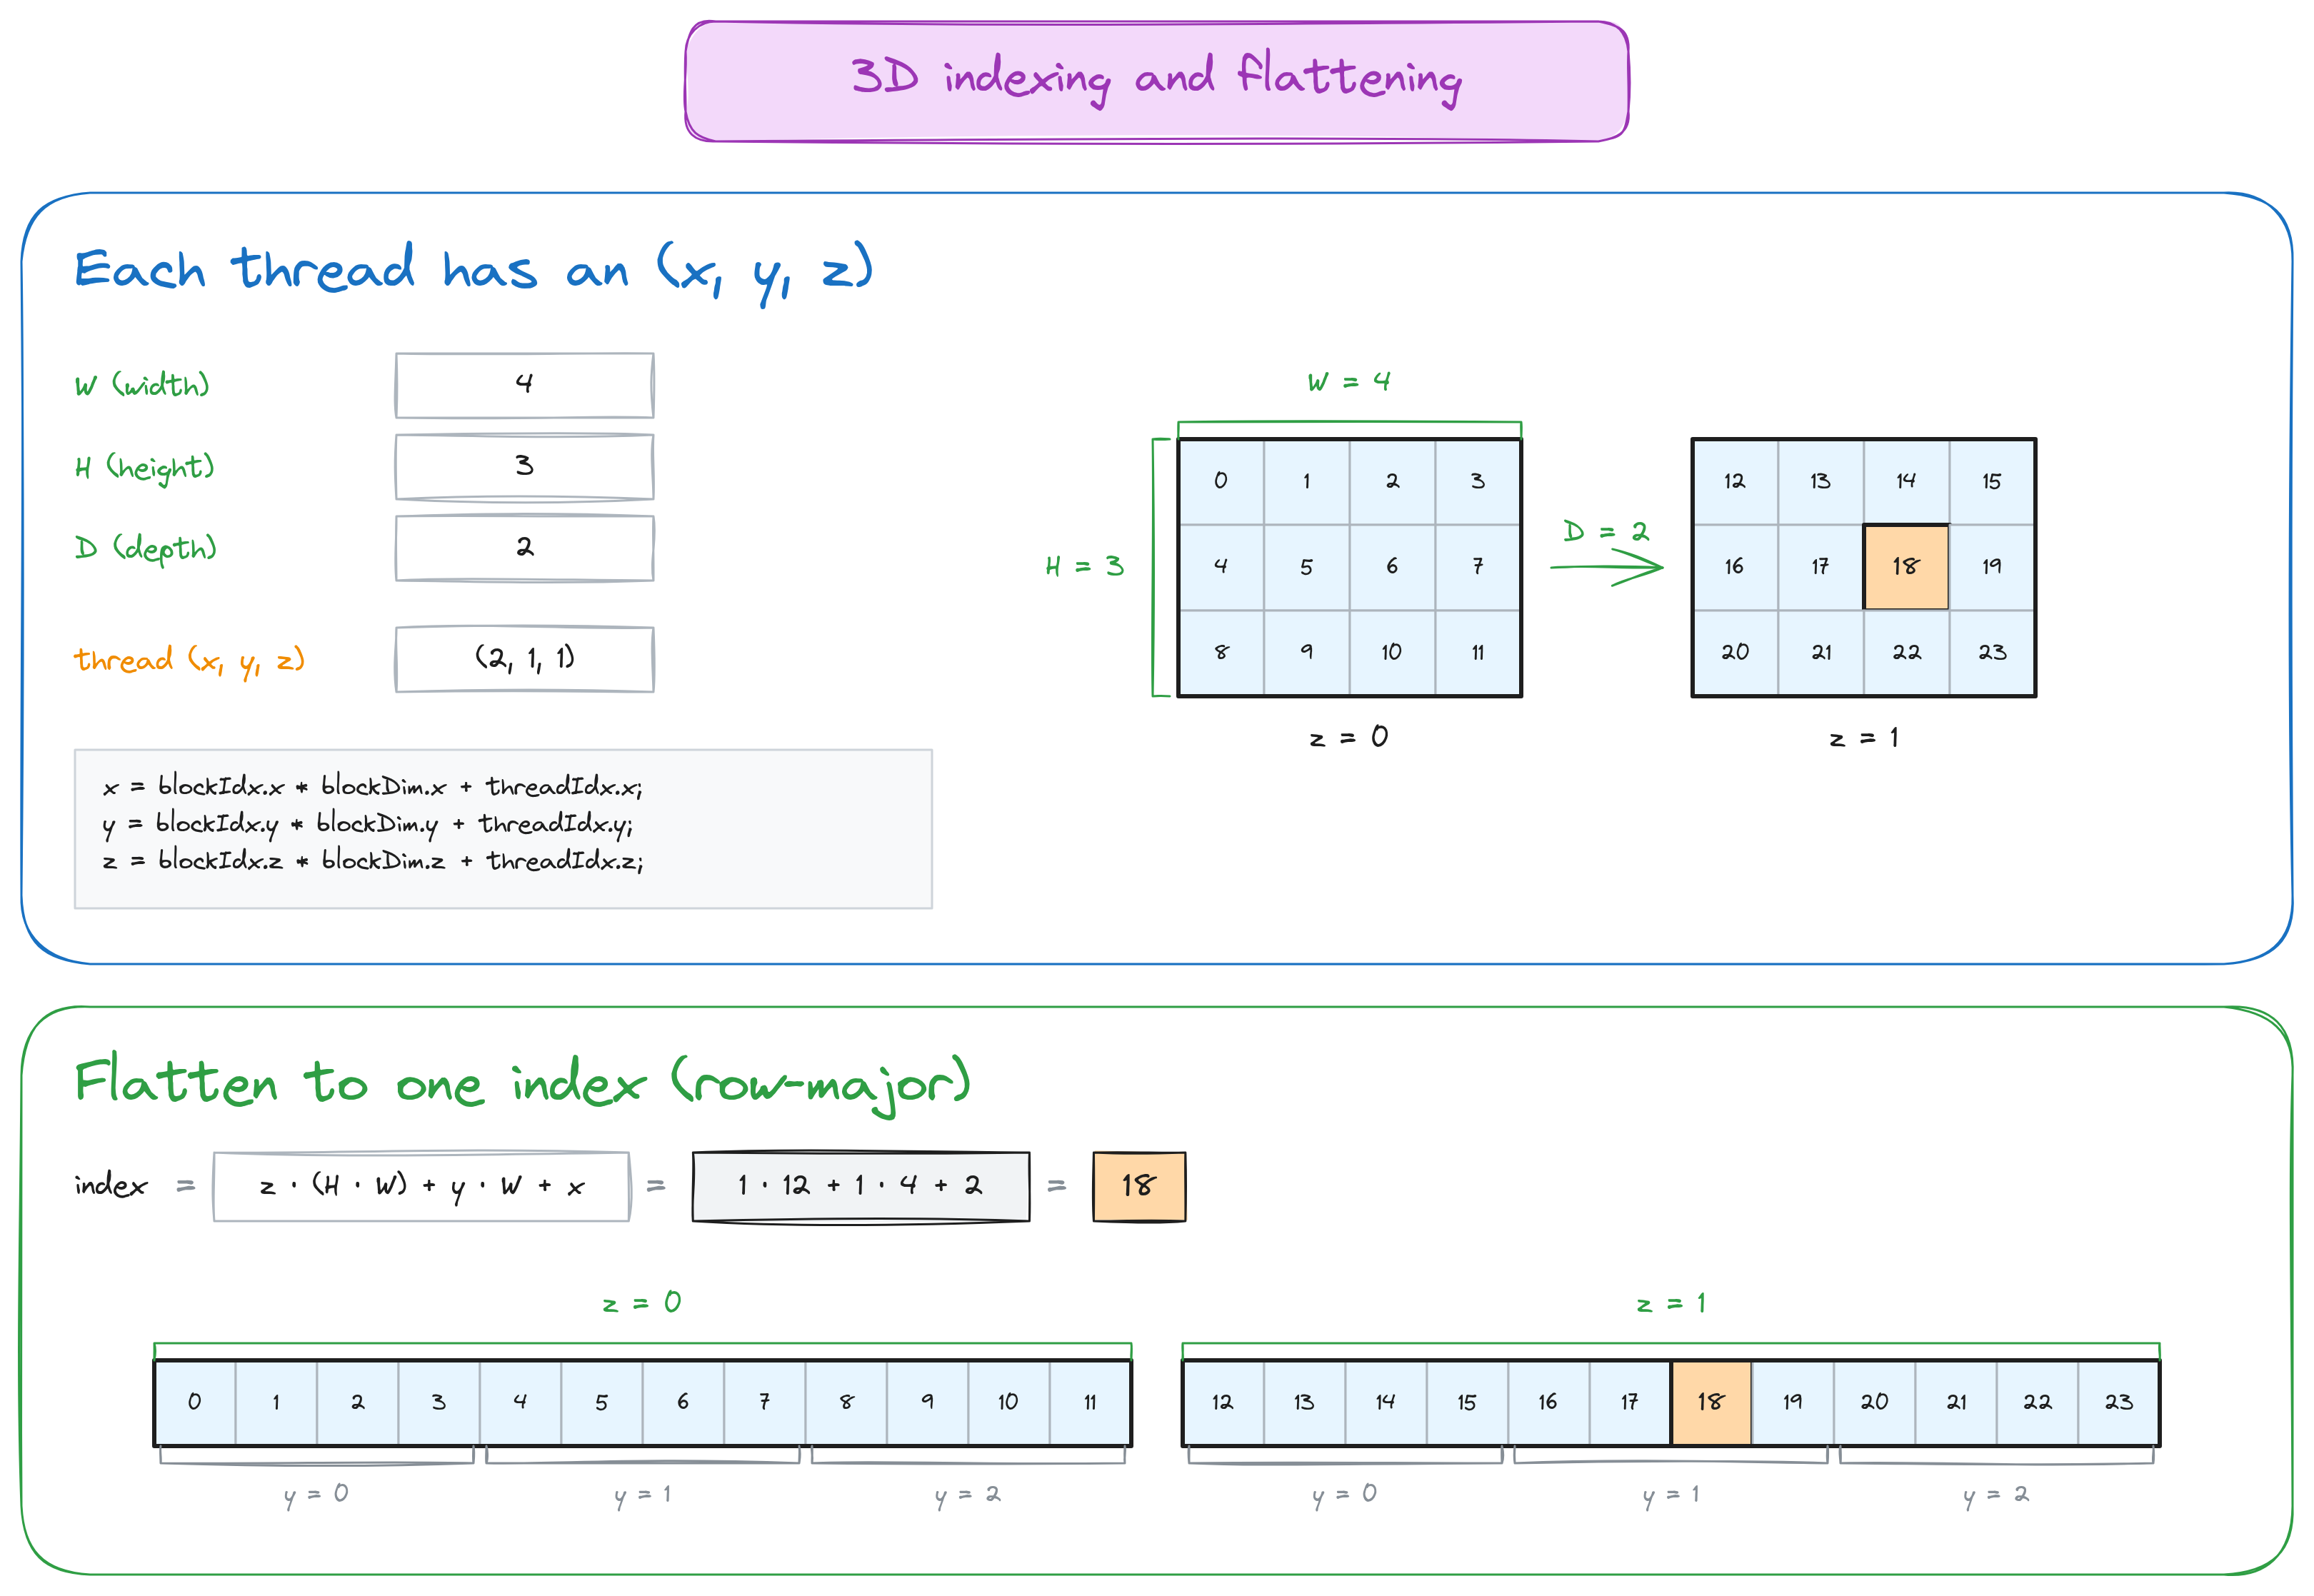 3D indexing and flattening
Each thread has an (x, y, z)
W (width)
4
H (height)
3
D (depth)
2
thread (x, y, z)
(2, 1, 1)
x = blockIdx.x * blockDim.x + threadIdx.x;
y = blockIdx.y * blockDim.y + threadIdx.y;
z = blockIdx.z * blockDim.z + threadIdx.z;
W = 4
H = 3
0 1 2 3
4 5 6 7
8 9 10 11
z = 0
D = 2
12 13 14 15
16 17 18 19
20 21 22 23
z = 1
Flatten to one index (row-major)
index = z · (H · W) + y · W + x = 1 · 12 + 1 · 4 + 2 = 18
z = 0
0 1 2 3 4 5 6 7 8 9 10 11
y = 0 y = 1 y = 2
z = 1
12 13 14 15 16 17 18 19 20 21 22 23
y = 0 y = 1 y = 2